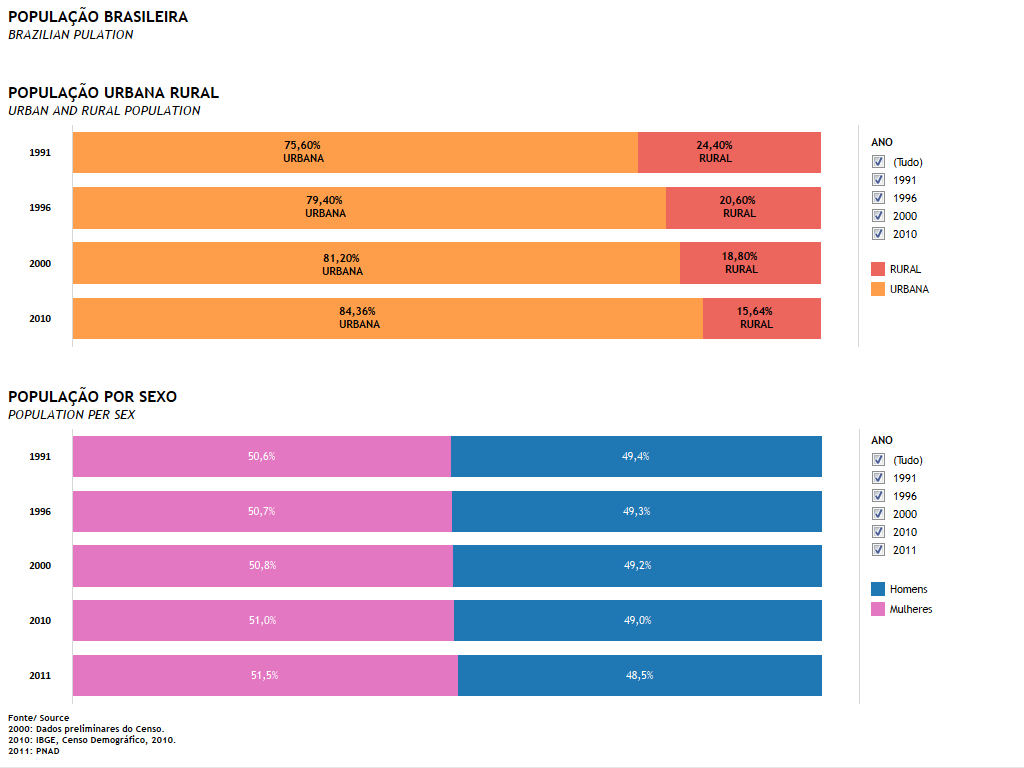 POPULAÇÃO BRASILEIRA
BRAZILIAN PULATION
POPULAÇÃO URBANA RURAL
URBAN AND RURAL POPULATION
1991
75,60%
URBANA
24,40%
RURAL
1996
79,40%
URBANA
20,60%
RURAL
2000
81,20%
URBANA
18,80%
RURAL
2010
84,36%
URBANA
15,64%
RURAL
ANO
(Tudo)
1991
1996
2000
2010
RURAL
URBANA
POPULAÇÃO POR SEXO
POPULATION PER SEX
1991 50,6% 49,4%
1996 50,7% 49,3%
2000 50,8% 49,2%
2010 51,0% 49,0%
2011 51,5% 48,5%
ANO
(Tudo)
1991
1996
2000
2010
2011
Homens
Mulheres
Fonte/ Source
2000: Dados preliminares do Censo.
2010: IBGE, Censo Demográfico, 2010.
2011: PNAD